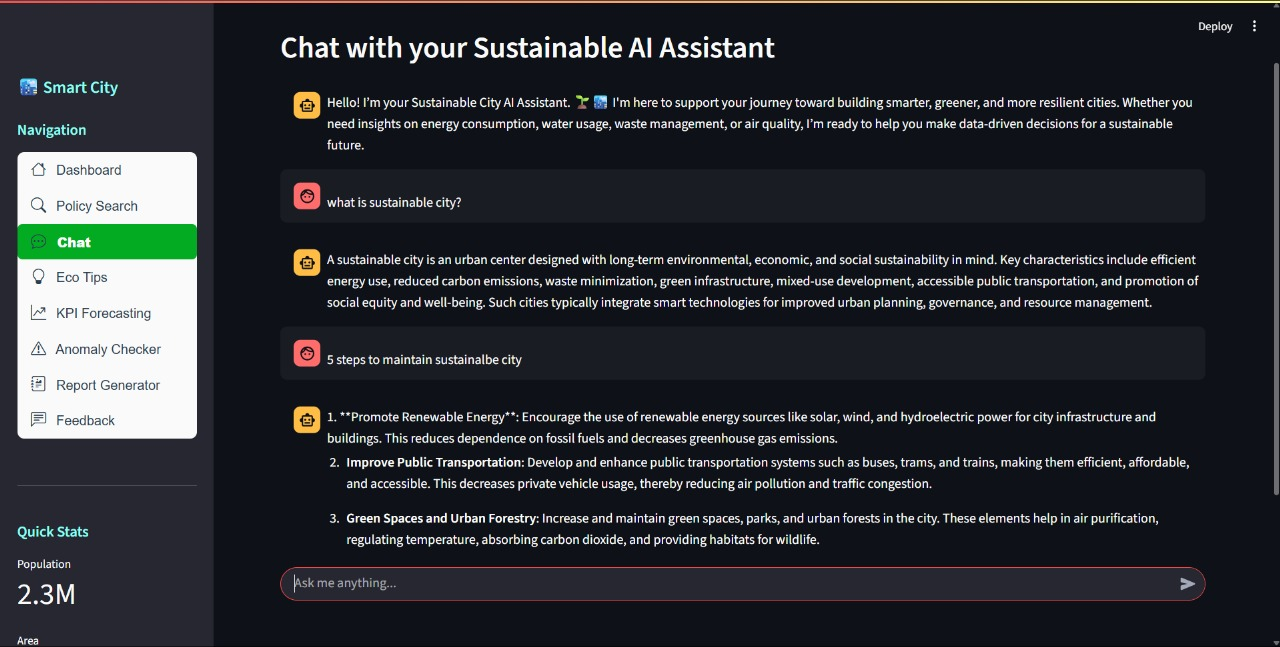 Deploy
Chat with your Sustainable AI Assistant
Smart City
Navigation
Dashboard
Policy Search
Chat
Eco Tips
KPI Forecasting
Anomaly Checker
Report Generator
Feedback
Quick Stats
Population
2.3M
Area
Hello! I'm your Sustainable City AI Assistant. 🌱 🏙️ I'm here to support your journey toward building smarter, greener, and more resilient cities. Whether you
need insights on energy consumption, water usage, waste management, or air quality, I'm ready to help you make data-driven decisions for a sustainable
future.
what is sustainable city?
A sustainable city is an urban center designed with long-term environmental, economic, and social sustainability in mind. Key characteristics include efficient
energy use, reduced carbon emissions, waste minimization, green infrastructure, mixed-use development, accessible public transportation, and promotion of
social equity and well-being. Such cities typically integrate smart technologies for improved urban planning, governance, and resource management.
5 steps to maintain sustainalbe city
1. **Promote Renewable Energy**: Encourage the use of renewable energy sources like solar, wind, and hydroelectric power for city infrastructure and
buildings. This reduces dependence on fossil fuels and decreases greenhouse gas emissions.
2. Improve Public Transportation: Develop and enhance public transportation systems such as buses, trams, and trains, making them efficient, affordable,
and accessible. This decreases private vehicle usage, thereby reducing air pollution and traffic congestion.
3. Green Spaces and Urban Forestry: Increase and maintain green spaces, parks, and urban forests in the city. These elements help in air purification,
regulating temperature, absorbing carbon dioxide, and providing habitats for wildlife.
Ask me anything...